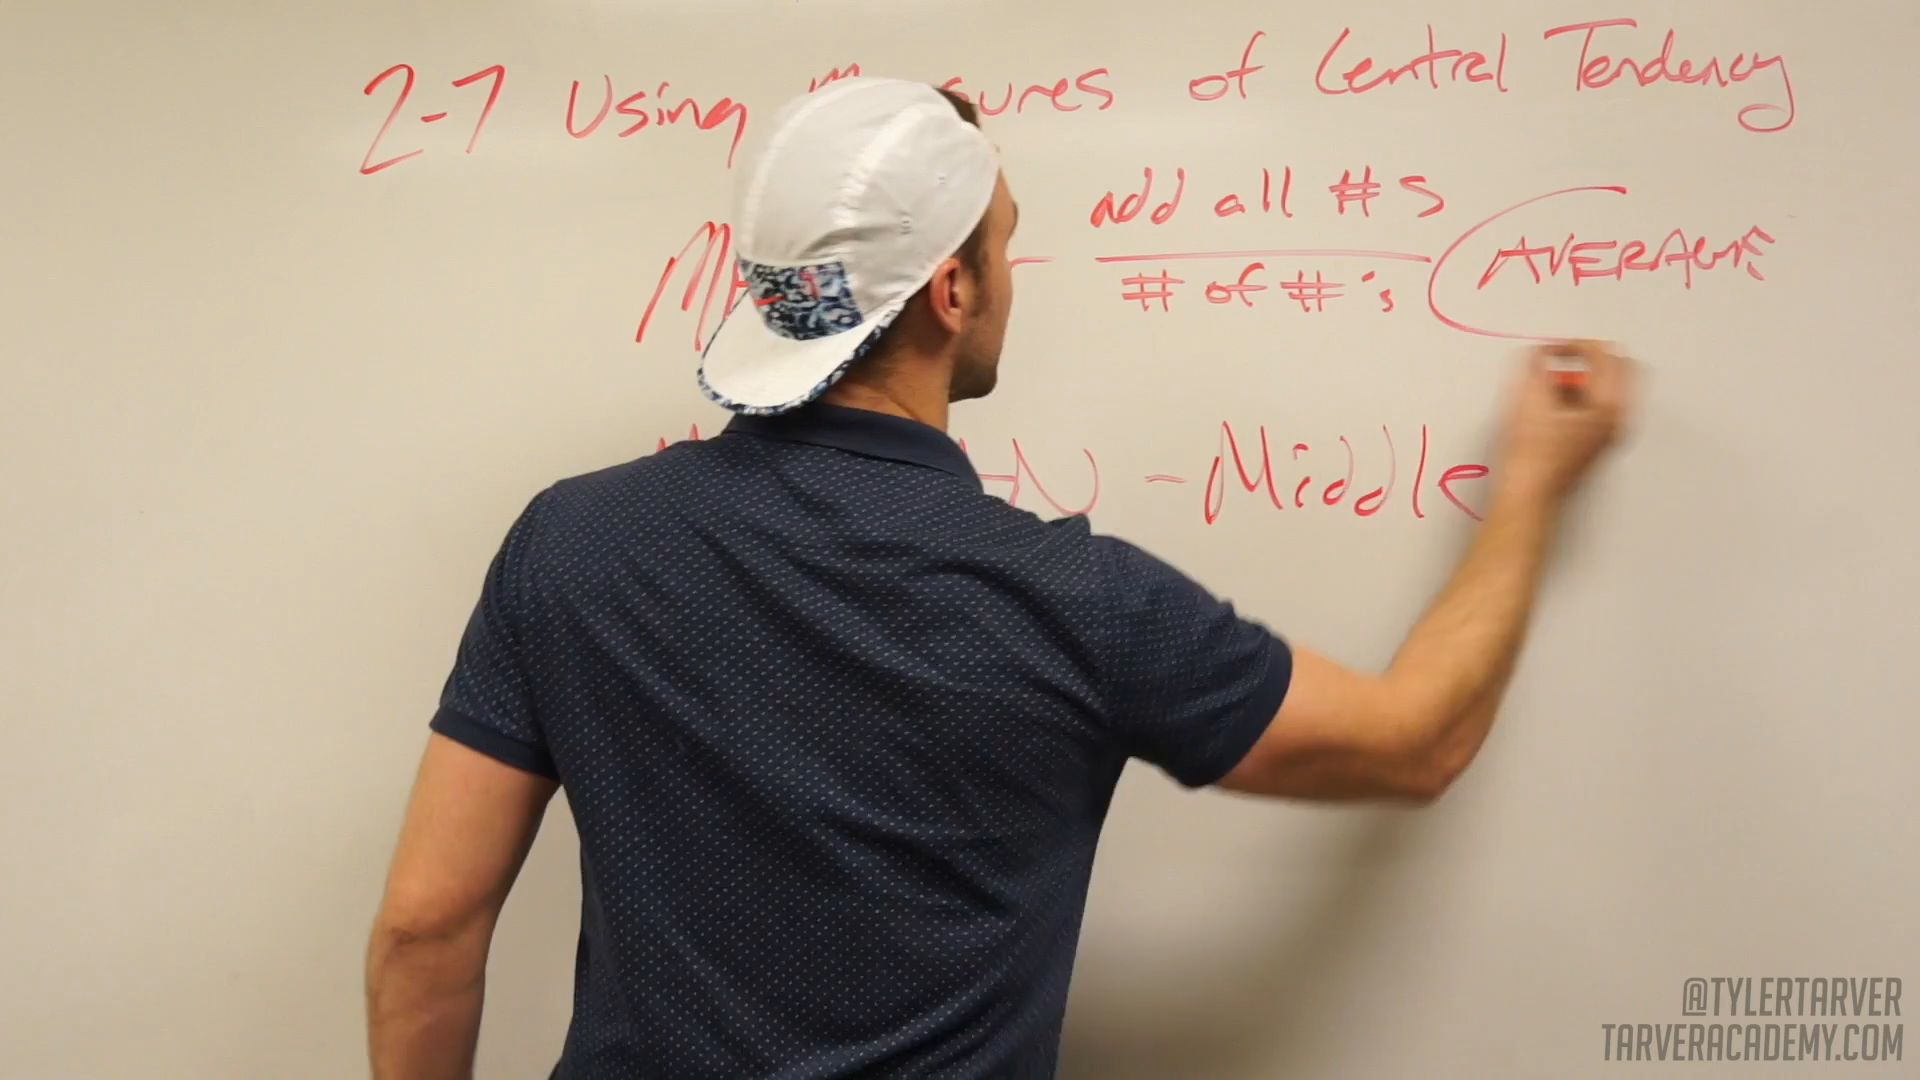 2-7 Using Measures of Central Tendency
add all #s
M - # of #'s AVERAGE
- Middle
@TYLERTARVER
TARVERACADEMY.COM